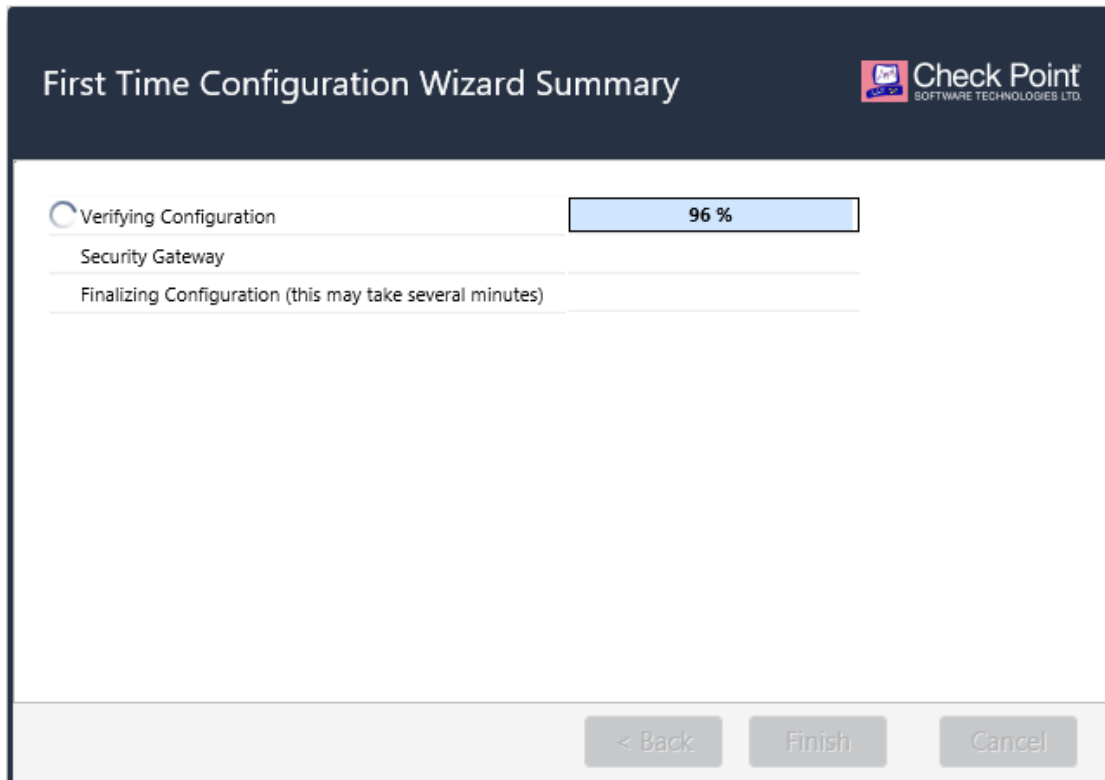 First Time Configuration Wizard Summary
Check Point
SOFTWARE TECHNOLOGIES LTD.
Verifying Configuration 96 %
Security Gateway
Finalizing Configuration (this may take several minutes)
< Back Finish Cancel